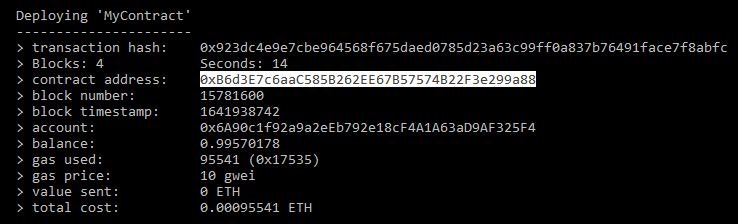 Deploying 'MyContract'
----------------------
> transaction hash: 0x923dc4e9e7cbe964568f675daed0785d23a63c99ff0a837b76491face7f8abfc
> Blocks: 4 Seconds: 14
> contract address: 0xB6d3E7c6aaC585B262EE67B57574B22F3e299a88
> block number: 15781600
> block timestamp: 1641938742
> account: 0x6A90c1f92a9a2eEb792e18cF4A1A63aD9AF325F4
> balance: 0.99570178
> gas used: 95541 (0x17535)
> gas price: 10 gwei
> value sent: 0 ETH
> total cost: 0.00095541 ETH